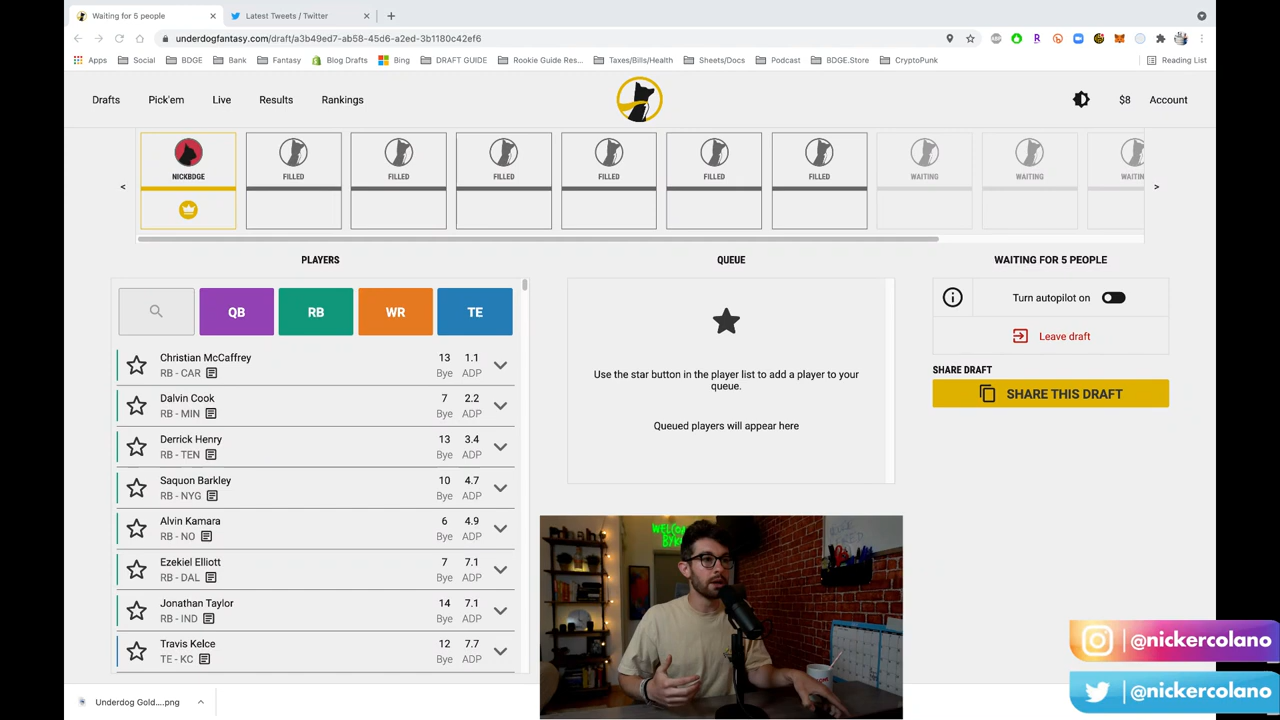 Waiting for 5 people
Latest Tweets / Twitter
underdogfantasy.com/draft/a3b49ed7-ab58-45d6-a2ed-3b1180c42ef6
Apps Social BDGE Bank Fantasy Blog Drafts Bing DRAFT GUIDE Rookie Guide Res... Taxes/Bills/Health Sheets/Docs Podcast BDGE.Store CryptoPunk Reading List
Drafts Pick'em Live Results Rankings $8 Account
NICKBDGE FILLED FILLED FILLED FILLED FILLED FILLED WAITING WAITING WAITIN
< >
PLAYERS
QB RB WR TE
Christian McCaffrey 13 1.1
RB - CAR Bye ADP
Dalvin Cook 7 2.2
RB - MIN Bye ADP
Derrick Henry 13 3.4
RB - TEN Bye ADP
Saquon Barkley 10 4.7
RB - NYG Bye ADP
Alvin Kamara 6 4.9
RB - NO Bye ADP
Ezekiel Elliott 7 7.1
RB - DAL Bye ADP
Jonathan Taylor 14 7.1
RB - IND Bye ADP
Travis Kelce 12 7.7
TE - KC Bye ADP
QUEUE
Use the star button in the player list to add a player to your
queue.
Queued players will appear here
WAITING FOR 5 PEOPLE
Turn autopilot on
Leave draft
SHARE DRAFT
SHARE THIS DRAFT
@nickercolano
@nickercolano
Underdog Gold....png